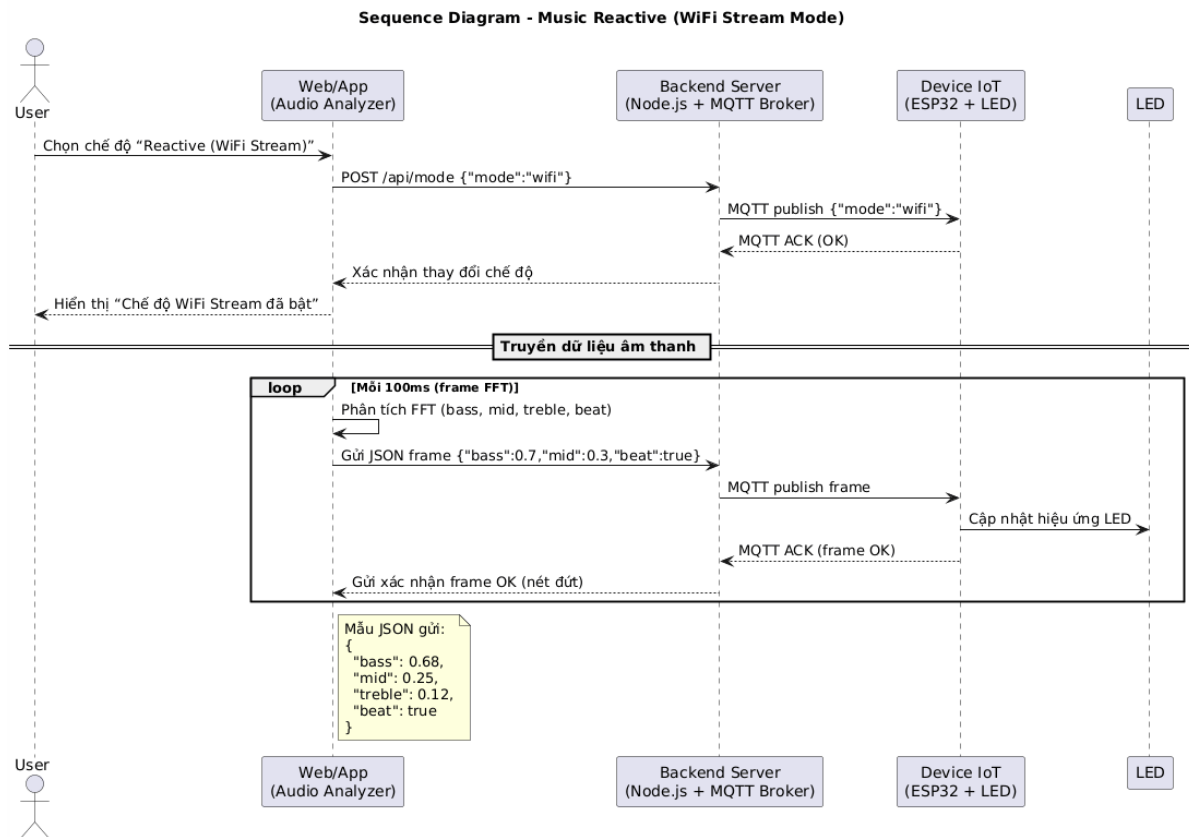 Sequence Diagram - Music Reactive (WiFi Stream Mode)
User
Web/App
(Audio Analyzer)
Backend Server
(Node.js + MQTT Broker)
Device IoT
(ESP32 + LED)
LED
Chọn chế độ “Reactive (WiFi Stream)”
POST /api/mode {"mode":"wifi"}
MQTT publish {"mode":"wifi"}
MQTT ACK (OK)
Xác nhận thay đổi chế độ
Hiển thị “Chế độ WiFi Stream đã bật”
Truyền dữ liệu âm thanh
loop [Mỗi 100ms (frame FFT)]
Phân tích FFT (bass, mid, treble, beat)
Gửi JSON frame {"bass":0.7,"mid":0.3,"beat":true}
MQTT publish frame
Cập nhật hiệu ứng LED
MQTT ACK (frame OK)
Gửi xác nhận frame OK (nét đứt)
Mẫu JSON gửi:
{
"bass": 0.68,
"mid": 0.25,
"treble": 0.12,
"beat": true
}
User
Web/App
(Audio Analyzer)
Backend Server
(Node.js + MQTT Broker)
Device IoT
(ESP32 + LED)
LED